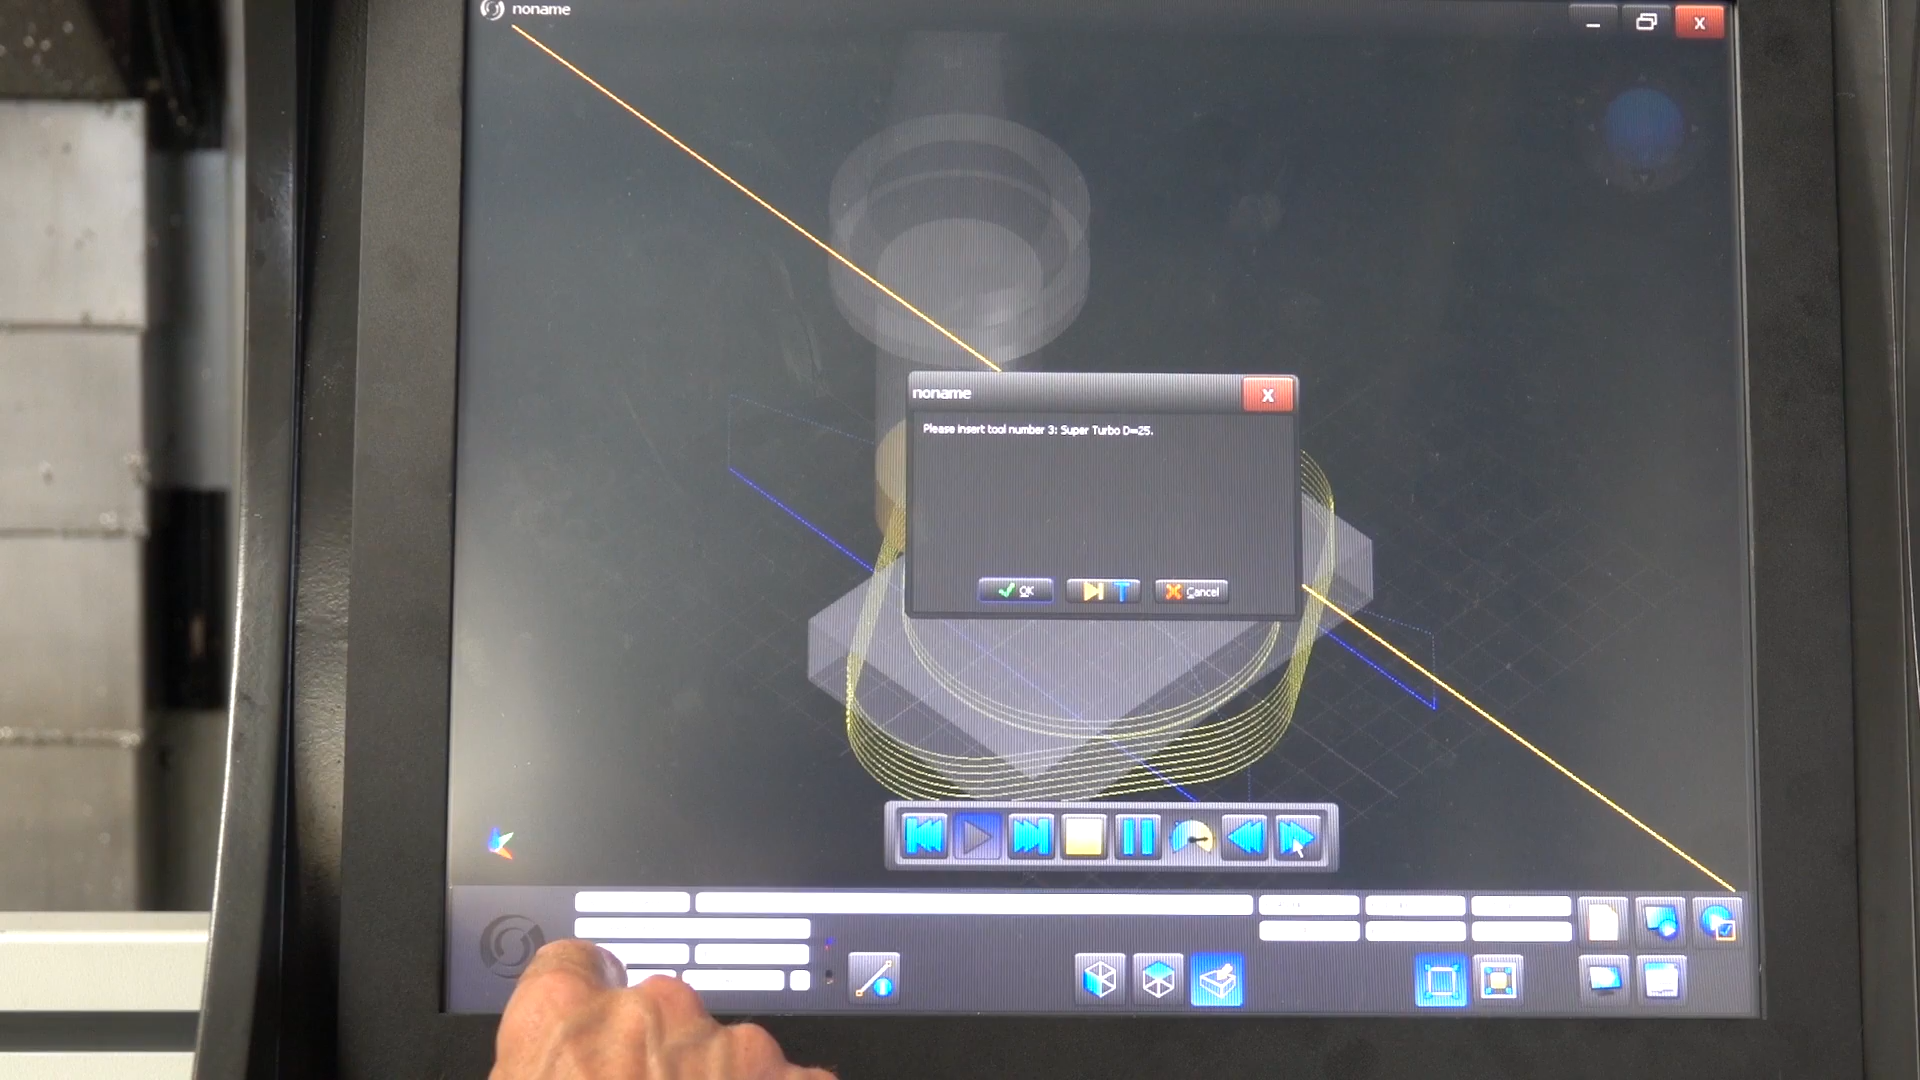 noname
noname
Please insert tool number 3: Super Turbo D=25.
OK
T
Cancel